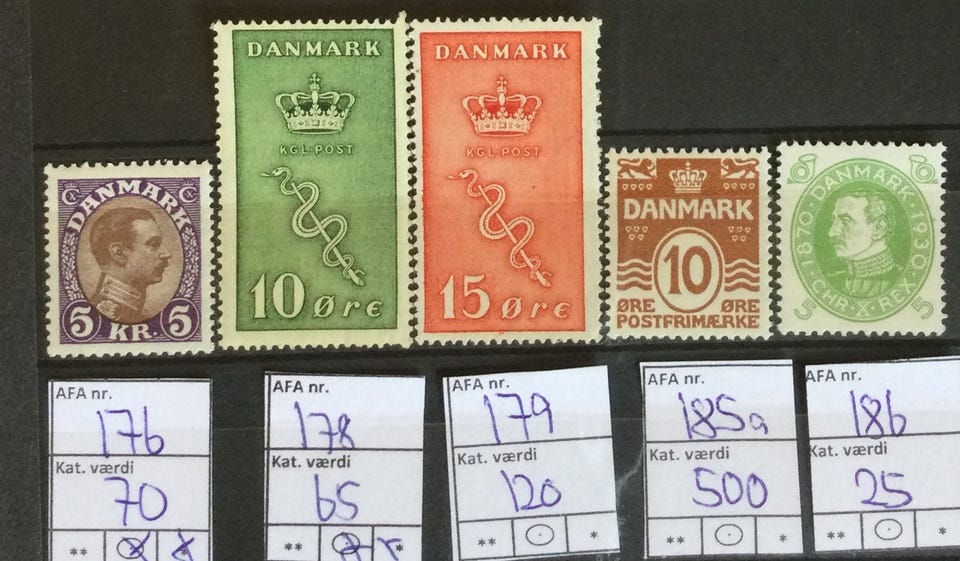 DANMARK
5 KR. 5
DANMARK
KGL·POST
10 øre
DANMARK
KGL·POST
15 øre
DANMARK
10
ØRE ØRE
POSTFRIMÆRKE
1870·DANMARK·1930
5 CHR·X·REX 5
AFA nr.
176
Kat. værdi
70
** *
AFA nr.
178
Kat. værdi
65
** *
AFA nr.
179
Kat. værdi
120
** ⊙ *
AFA nr.
185a
Kat. værdi
500
** ⊙ *
AFA nr.
186
Kat. værdi
25
** ⊙ *